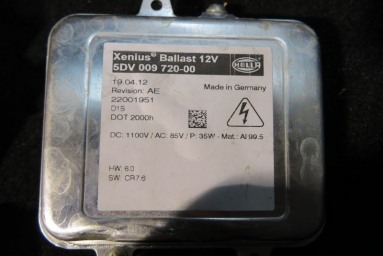 Xenius® Ballast 12V
5DV 009 720-00
HELLA
19.04.12
Revision: AE
Made in Germany
22001951
D1S
DOT 2000h
DC: 1100V / AC: 85V / P: 35W - Mat.: Al 99.5
HW: 6.0
SW: CR7.6